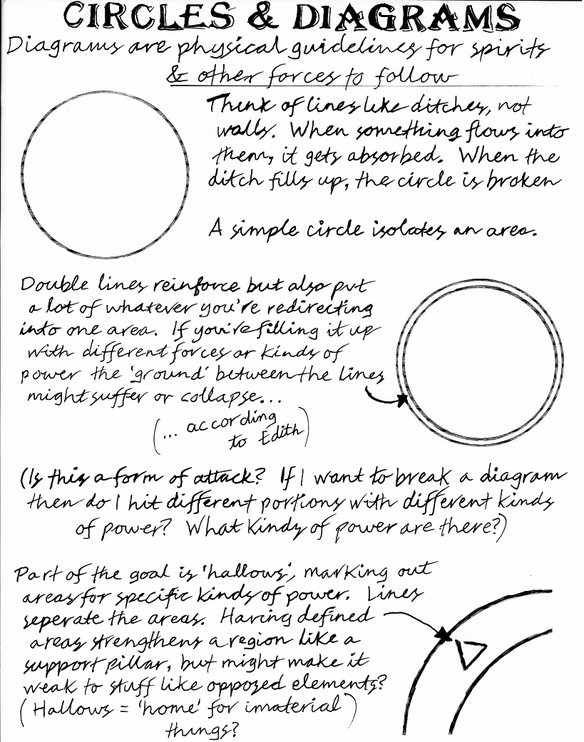 CIRCLES & DIAGRAMS
Diagrams are physical guidelines for spirits
& other forces to follow
Think of lines like ditches, not
walls. When something flows into
them, it gets absorbed. When the
ditch fills up, the circle is broken
A simple circle isolates an area.
Double lines reinforce but also put
a lot of whatever you're redirecting
into one area. If you're filling it up
with different forces or kinds of
power the 'ground' between the lines
might suffer or collapse...
(... according
to Edith)
(Is this a form of attack? If I want to break a diagram
then do I hit different portions with different kinds
of power? What kinds of power are there?)
Part of the goal is 'hallows', marking out
areas for specific kinds of power. Lines
seperate the areas. Having defined
areas strengthens a region like a
support pillar, but might make it
weak to stuff like opposed elements?
(Hallows = 'home' for imaterial
things?)